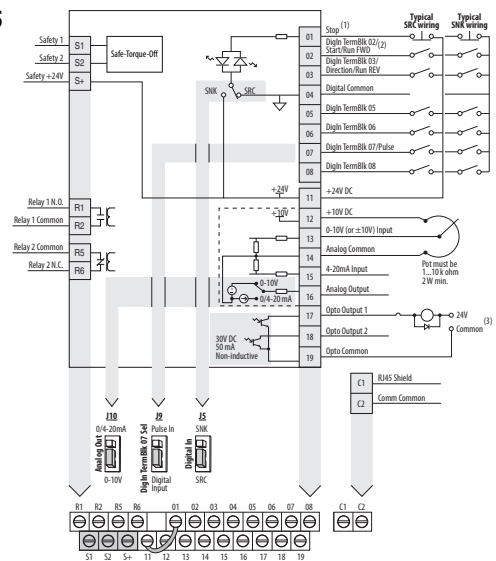 5
Typical SRC wiring
Typical SNK wiring
Safety 1
S1
Safety 2
S2
Safety +24V
S+
Safe-Torque-Off
SNK
SRC
01
Stop (1)
02
DigIn TermBlk 02/ (2)
Start/Run FWD
03
DigIn TermBlk 03/
Direction/Run REV
04
Digital Common
05
DigIn TermBlk 05
06
DigIn TermBlk 06
07
DigIn TermBlk 07/Pulse
08
DigIn TermBlk 08
+24V
11
+24V DC
+10V
12
+10V DC
13
0-10V (or ±10V) Input
14
Analog Common
15
4-20mA Input
16
Analog Output
Pot must be
1...10 k ohm
2 W min.
Relay 1 N.O.
R1
Relay 1 Common
R2
Relay 2 Common
R5
Relay 2 N.C.
R6
0-10V
0/4-20 mA
30V DC
50 mA
Non-inductive
17
Opto Output 1
18
Opto Output 2
19
Opto Common
24V
Common
(3)
C1
RJ45 Shield
C2
Comm Common
J10
0/4-20mA
Analog Out
0-10V
J9
Pulse In
DigIn TermBlk 07 Sel
Digital
Input
J5
SNK
Digital In
SRC
R1 R2 R5 R6 01 02 03 04 05 06 07 08 C1 C2
S1 S2 S+ 11 12 13 14 15 16 17 18 19